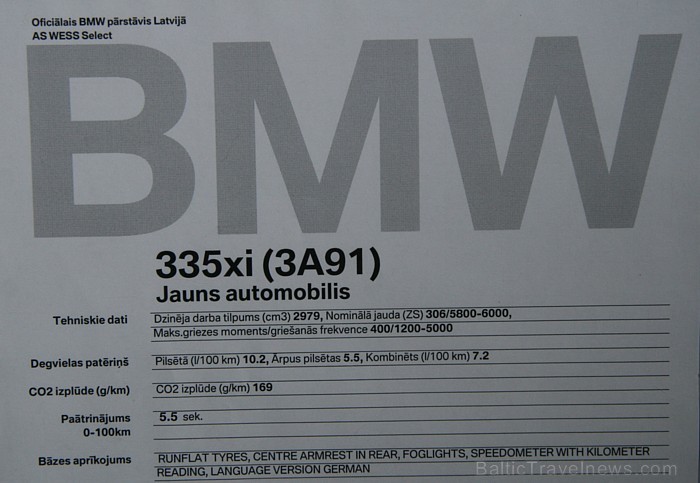 Oficiālais BMW pārstāvis Latvijā
AS WESS Select
BMW
335xi (3A91)
Jauns automobilis
Tehniskie dati
Dzinēja darba tilpums (cm3) 2979, Nominālā jauda (ZS) 306/5800-6000,
Maks.griezes moments/griešanās frekvence 400/1200-5000
Degvielas patēriņš
Pilsētā (l/100 km) 10.2, Ārpus pilsētas 5.5, Kombinēts (l/100 km) 7.2
CO2 izplūde (g/km)
CO2 izplūde (g/km) 169
Paātrinājums
0-100km
5.5 sek.
Bāzes aprīkojums
RUNFLAT TYRES, CENTRE ARMREST IN REAR, FOGLIGHTS, SPEEDOMETER WITH KILOMETER
READING, LANGUAGE VERSION GERMAN
BalticTravelnews.com